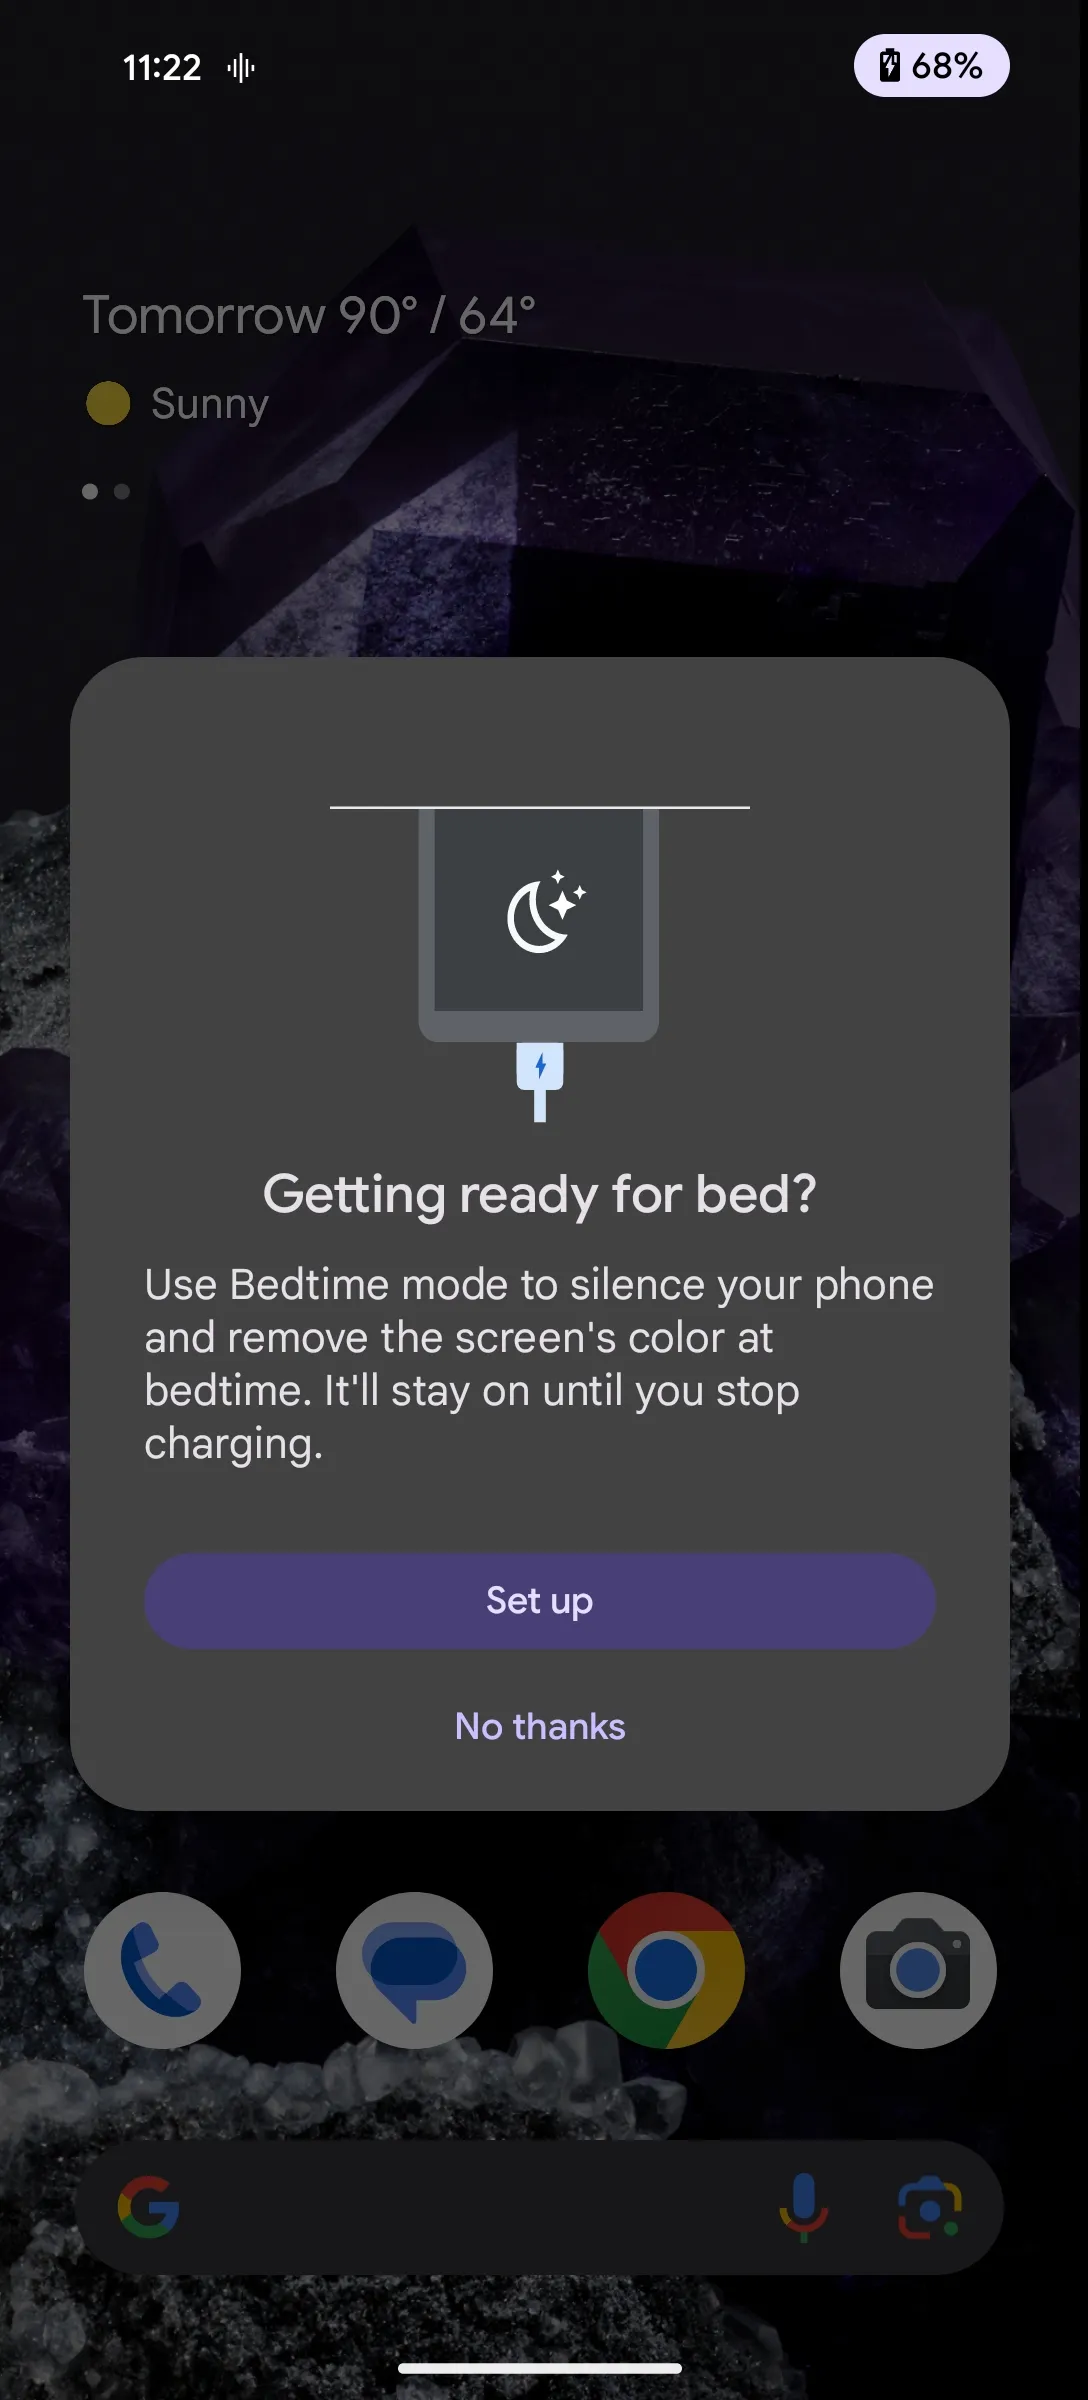 11:22
68%
Tomorrow 90° / 64°
Sunny
Getting ready for bed?
Use Bedtime mode to silence your phone
and remove the screen's color at
bedtime. It'll stay on until you stop
charging.
Set up
No thanks